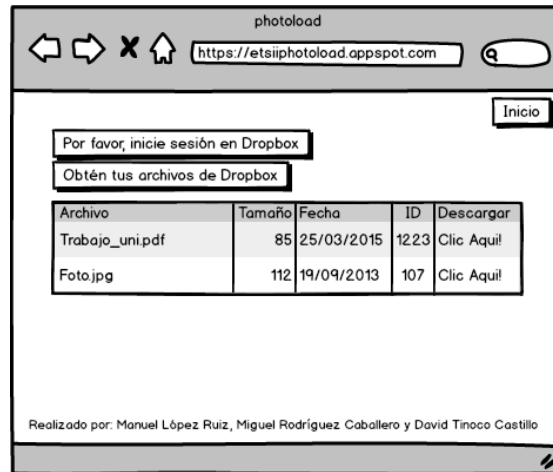 photoload
https://etsiiphotoload.appspot.com
Inicio
Por favor, inicie sesión en Dropbox
Obtén tus archivos de Dropbox
Archivo Tamaño Fecha ID Descargar
Trabajo_uni.pdf 85 25/03/2015 1223 Clic Aqui!
Foto.jpg 112 19/09/2013 107 Clic Aqui!
Realizado por: Manuel López Ruiz, Miguel Rodríguez Caballero y David Tinoco Castillo